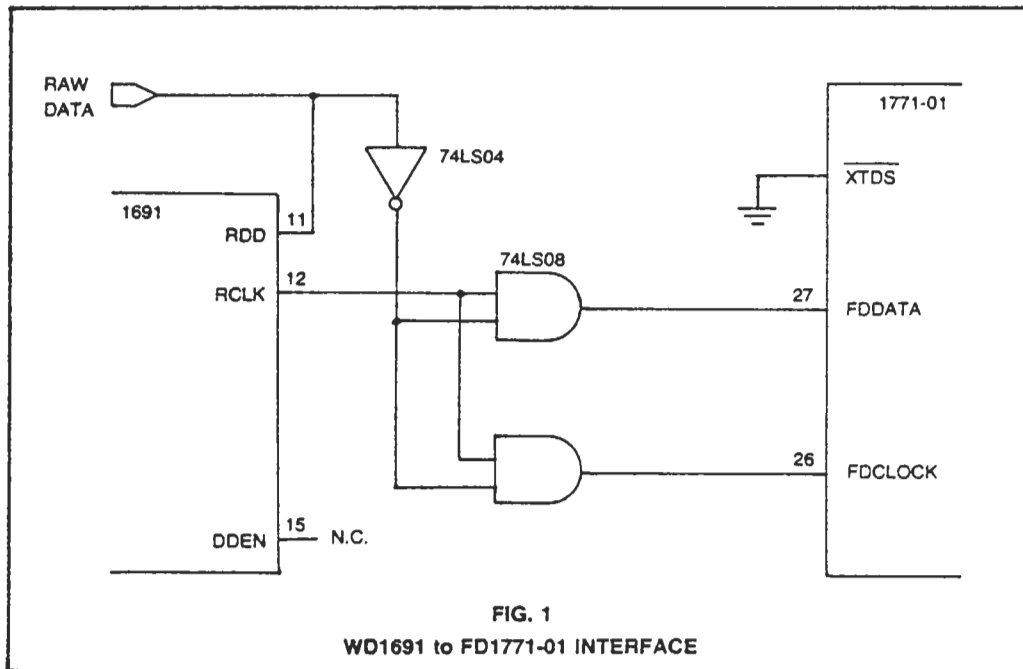 RAW
DATA
1771-01
74LS04
XTDS
1691
11
RDD
74LS08
12
RCLK
27
FDDATA
26
FDCLOCK
15
DDEN
N.C.
FIG. 1
WD1691 to FD1771-01 INTERFACE